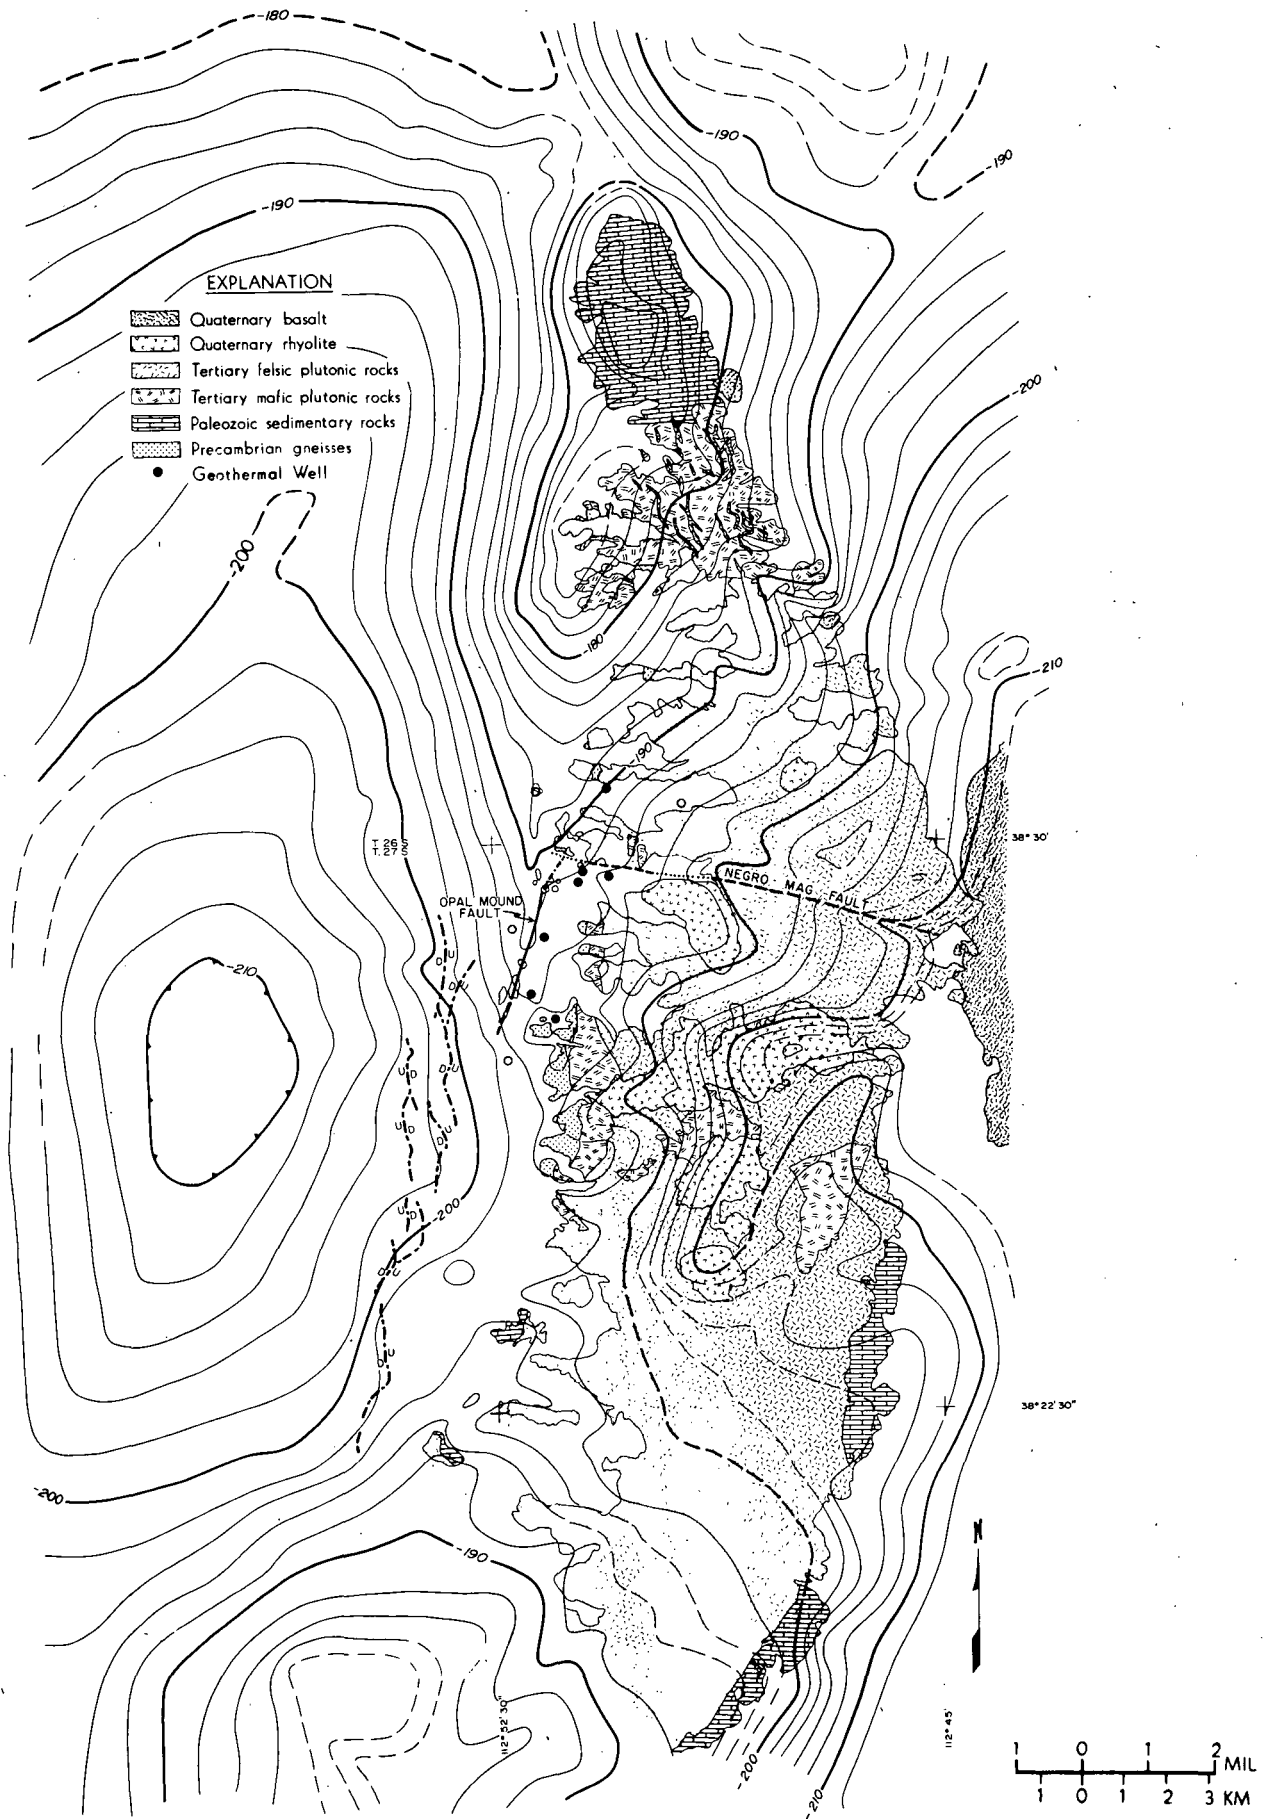 -180
-190
-190
-190
EXPLANATION
Quaternary basalt
Quaternary rhyolite
Tertiary felsic plutonic rocks
Tertiary mafic plutonic rocks
Paleozoic sedimentary rocks
Precambrian gneisses
Geothermal Well
-200
-200
-180
-210
-190
T. 26 S
T. 27 S
38° 30'
NEGRO MAG FAULT
OPAL MOUND
FAULT
-210
U
D
D
U
U
D
D
U
U
D
D
U
-200
U
D
D
U
D
U
38° 22' 30"
-200
-190
N
112° 52' 30"
112° 45'
-200
-210
1 0 1 2
MIL
1 0 1 2 3 KM